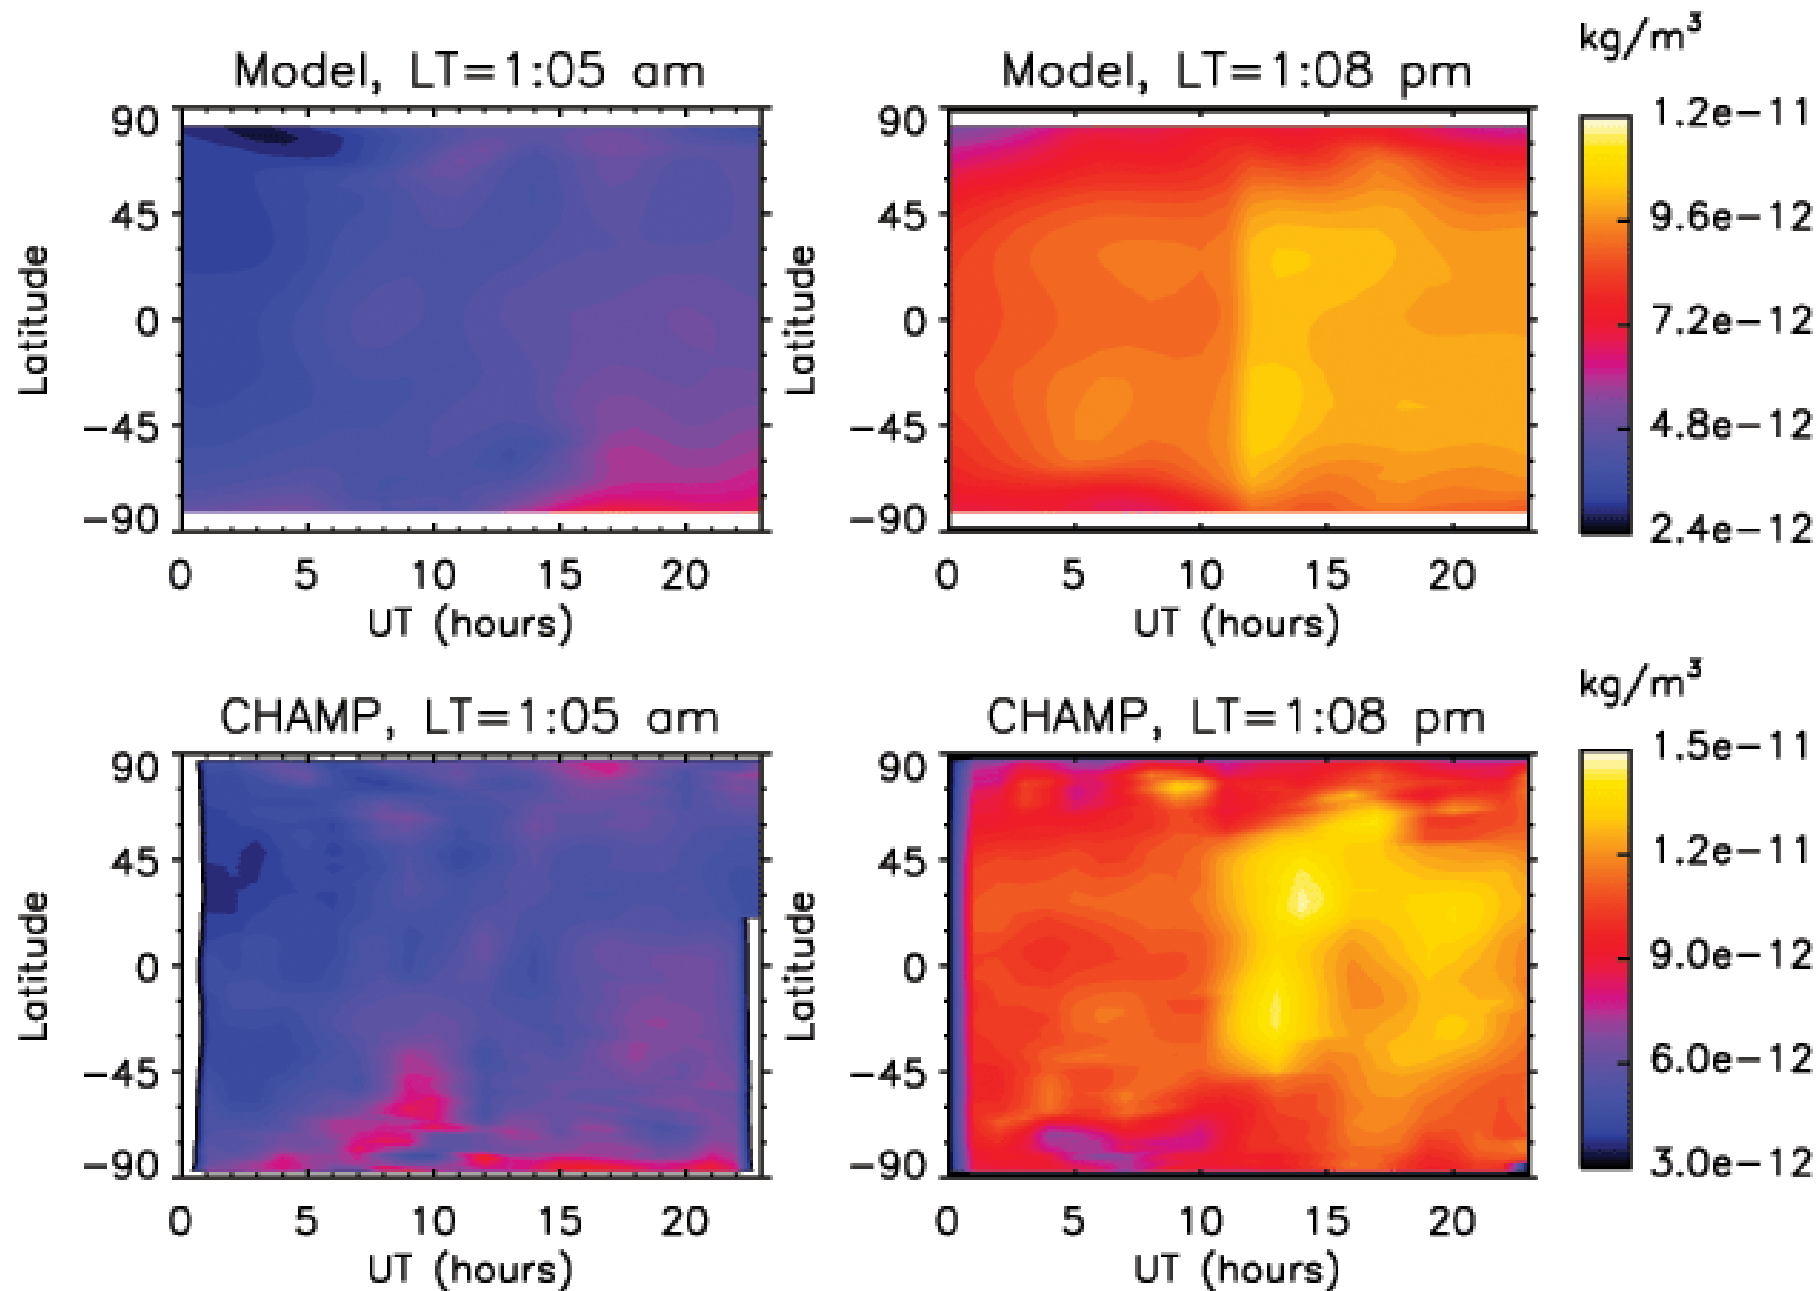 kg/m³
Model, LT=1:05 am
Model, LT=1:08 pm
90
45
0
−45
−90
Latitude
0 5 10 15 20
UT (hours)
90
45
0
−45
−90
Latitude
0 5 10 15 20
UT (hours)
1.2e−11
9.6e−12
7.2e−12
4.8e−12
2.4e−12
kg/m³
CHAMP, LT=1:05 am
CHAMP, LT=1:08 pm
90
45
0
−45
−90
Latitude
0 5 10 15 20
UT (hours)
90
45
0
−45
−90
Latitude
0 5 10 15 20
UT (hours)
1.5e−11
1.2e−11
9.0e−12
6.0e−12
3.0e−12